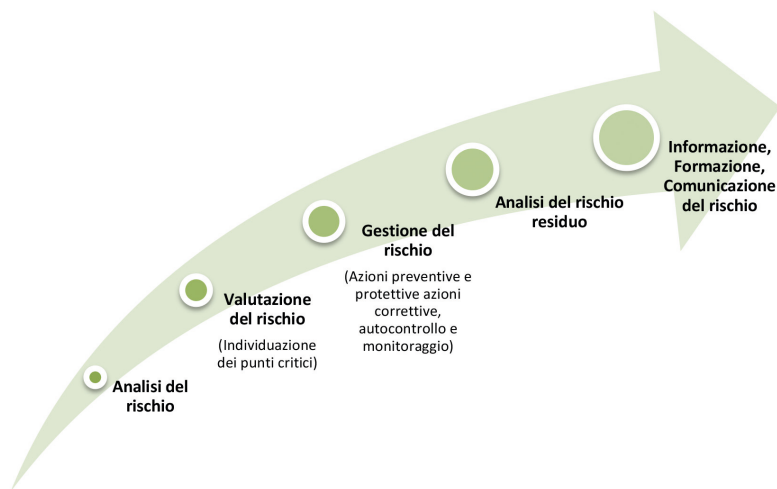 Analisi del
rischio
Valutazione
del rischio
(Individuazione
dei punti critici)
Gestione del
rischio
(Azioni preventive e
protettive azioni
correttive,
autocontrollo e
monitoraggio)
Analisi del rischio
residuo
Informazione,
Formazione,
Comunicazione
del rischio